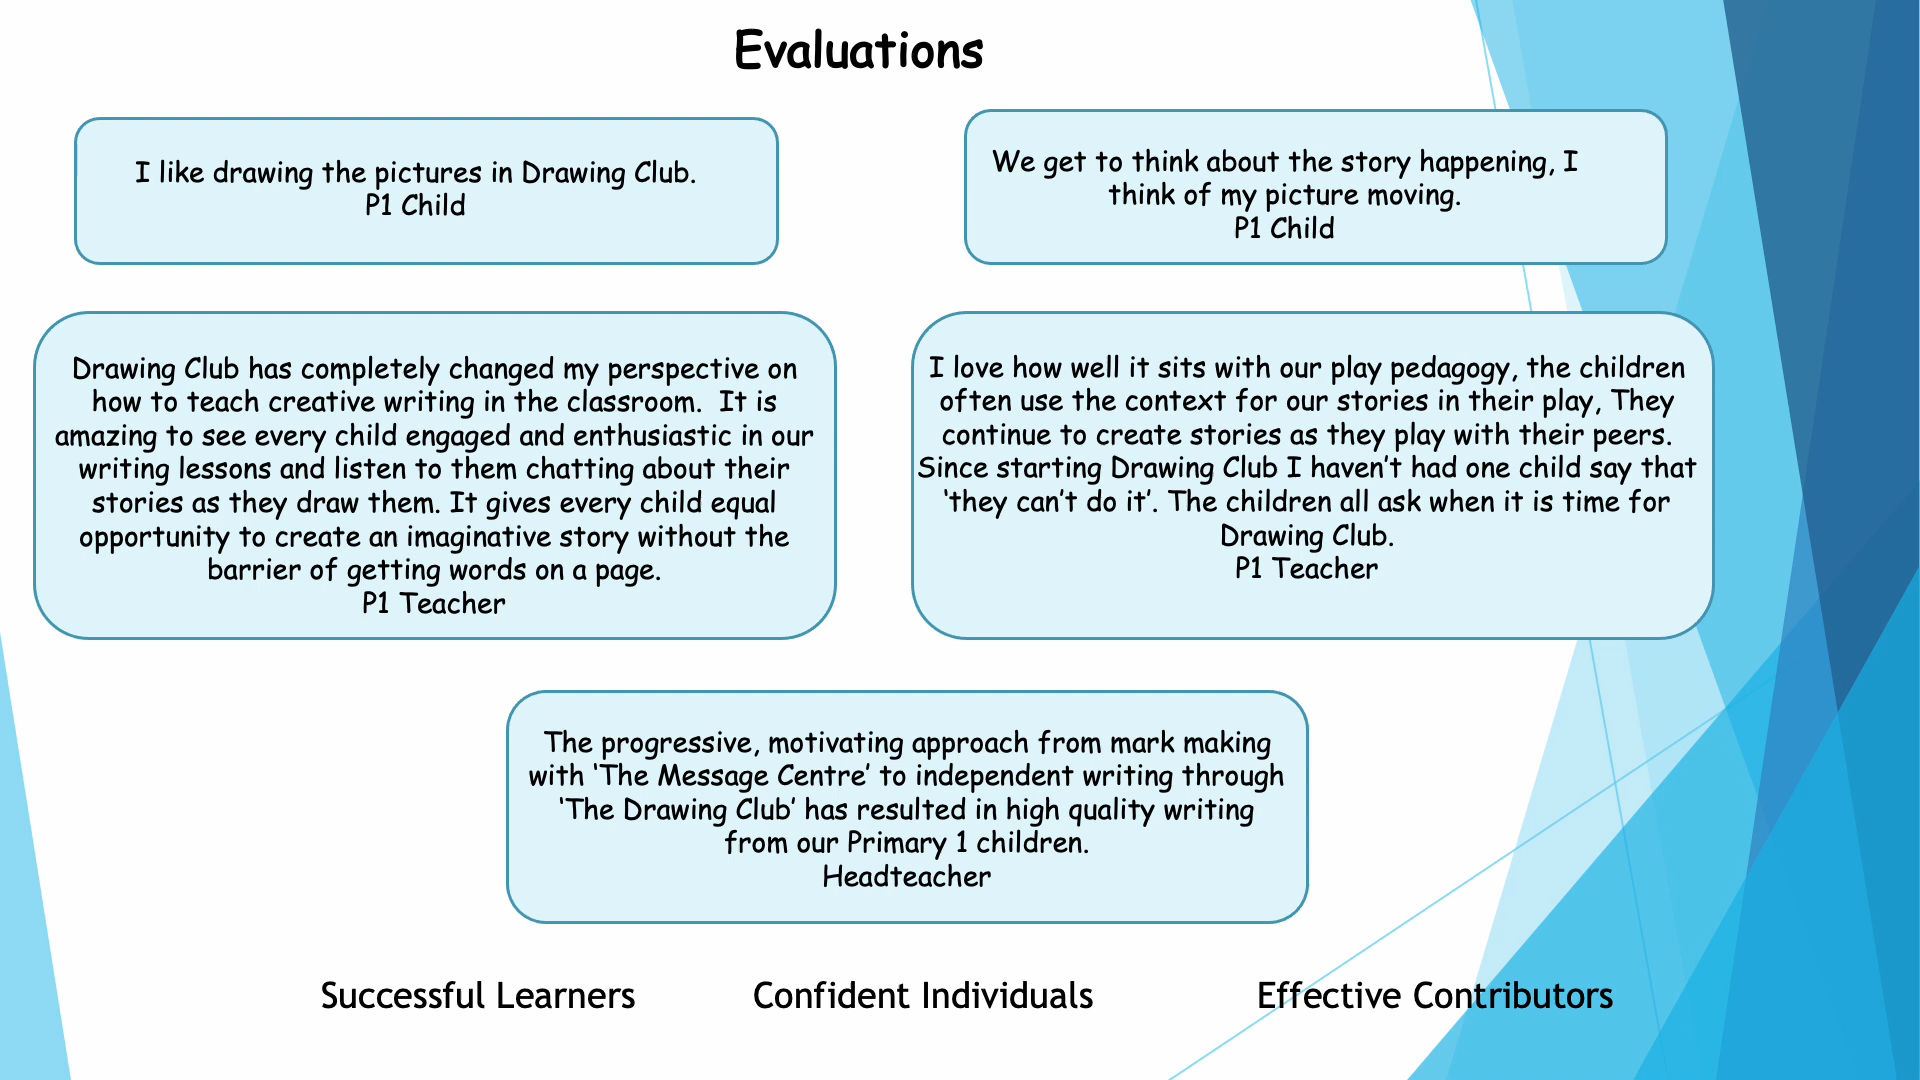 Evaluations
I like drawing the pictures in Drawing Club.
P1 Child
We get to think about the story happening, I
think of my picture moving.
P1 Child
Drawing Club has completely changed my perspective on
how to teach creative writing in the classroom.  It is
amazing to see every child engaged and enthusiastic in our
writing lessons and listen to them chatting about their
stories as they draw them. It gives every child equal
opportunity to create an imaginative story without the
barrier of getting words on a page.
P1 Teacher
I love how well it sits with our play pedagogy, the children
often use the context for our stories in their play, They
continue to create stories as they play with their peers.
Since starting Drawing Club I haven’t had one child say that
‘they can’t do it’. The children all ask when it is time for
Drawing Club.
P1 Teacher
The progressive, motivating approach from mark making
with ‘The Message Centre’ to independent writing through
‘The Drawing Club’ has resulted in high quality writing
from our Primary 1 children.
Headteacher
Successful Learners
Confident Individuals
Effective Contributors